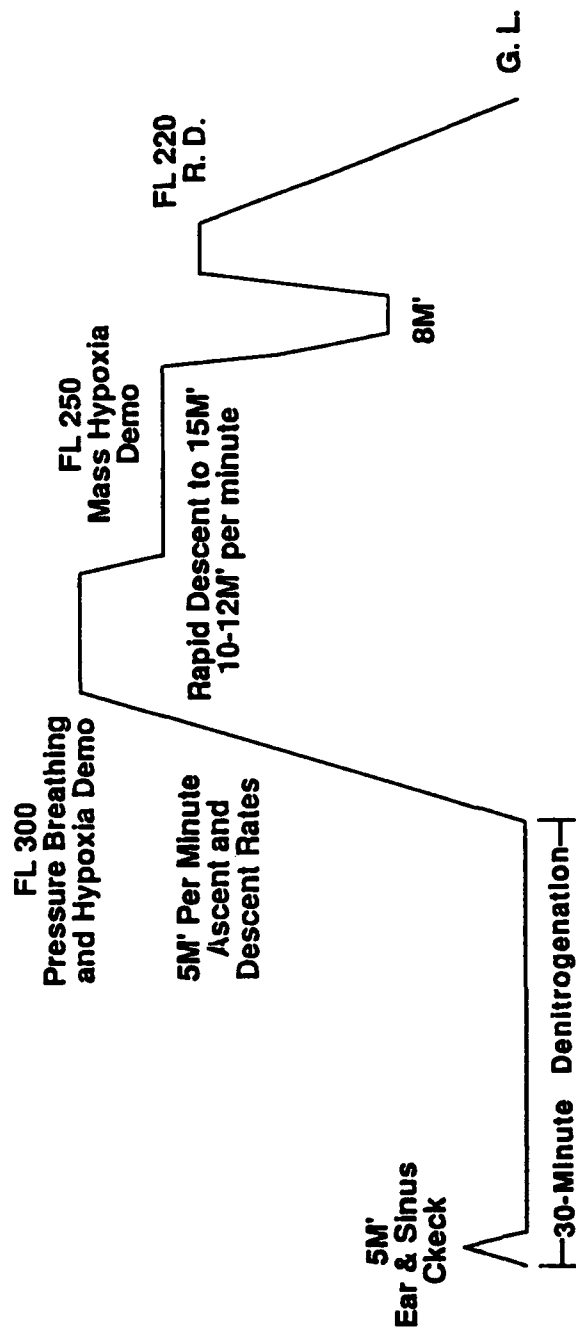 5M'
Ear & Sinus
Ckeck
30-Minute Denitrogenation
FL 300
Pressure Breathing
and Hypoxia Demo
5M' Per Minute
Ascent and
Descent Rates
FL 250
Mass Hypoxia
Demo
Rapid Descent to 15M'
10-12M' per minute
8M'
FL 220
R. D.
G. L.